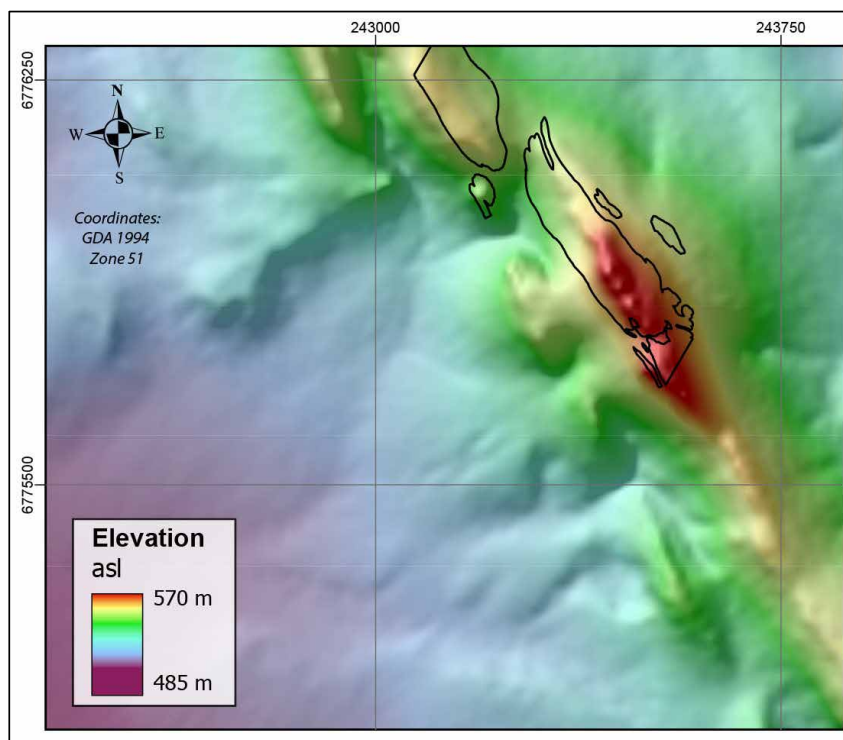 243000
243750
6776250
N
W
E
S
Coordinates:
GDA 1994
Zone 51
6775500
Elevation
asl
570 m
485 m